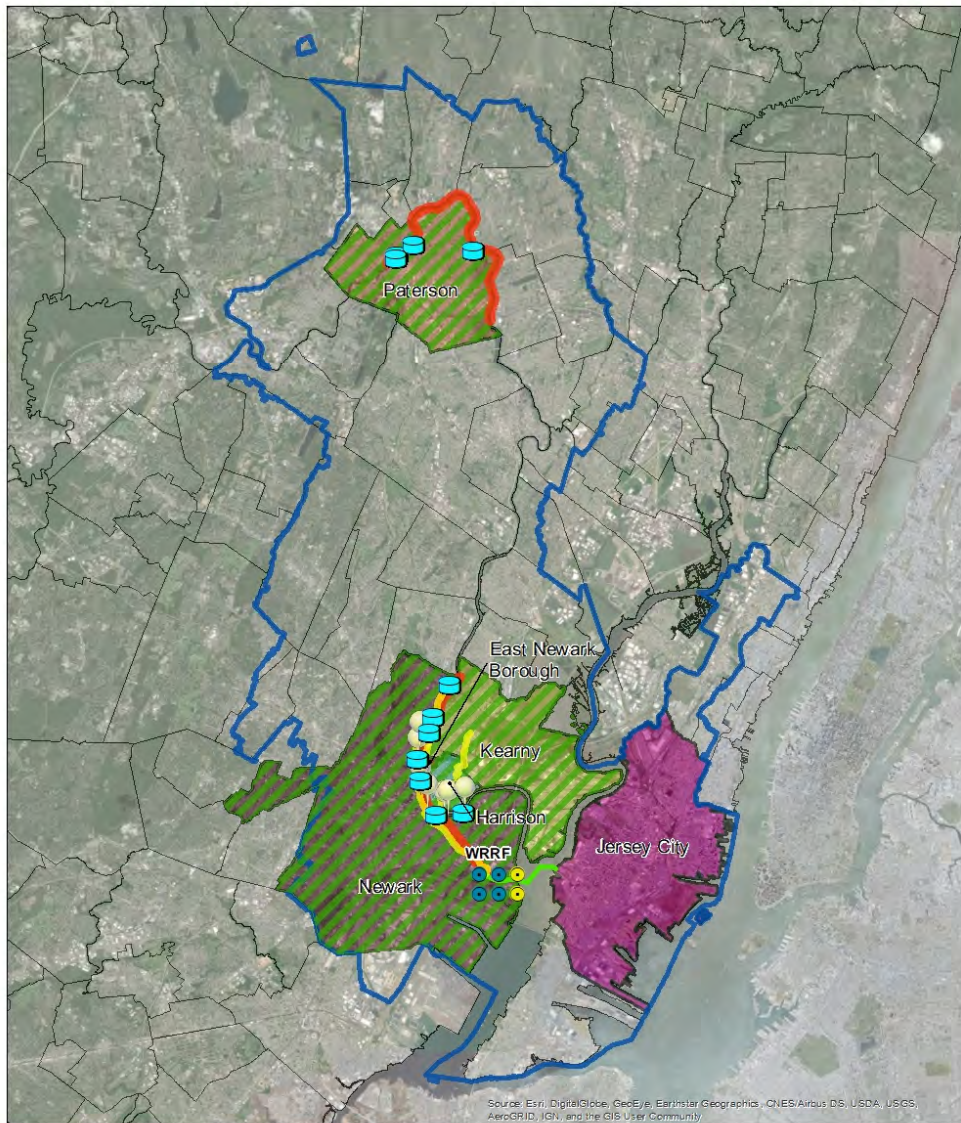 Paterson
East Newark
Borough
Kearny
Harrison
WRRF
Jersey City
Newark
Source: Esri, DigitalGlobe, GeoEye, Earthstar Geographics, CNES/Airbus DS, USDA, USGS,
AeroGRID, IGN, and the GIS User Community